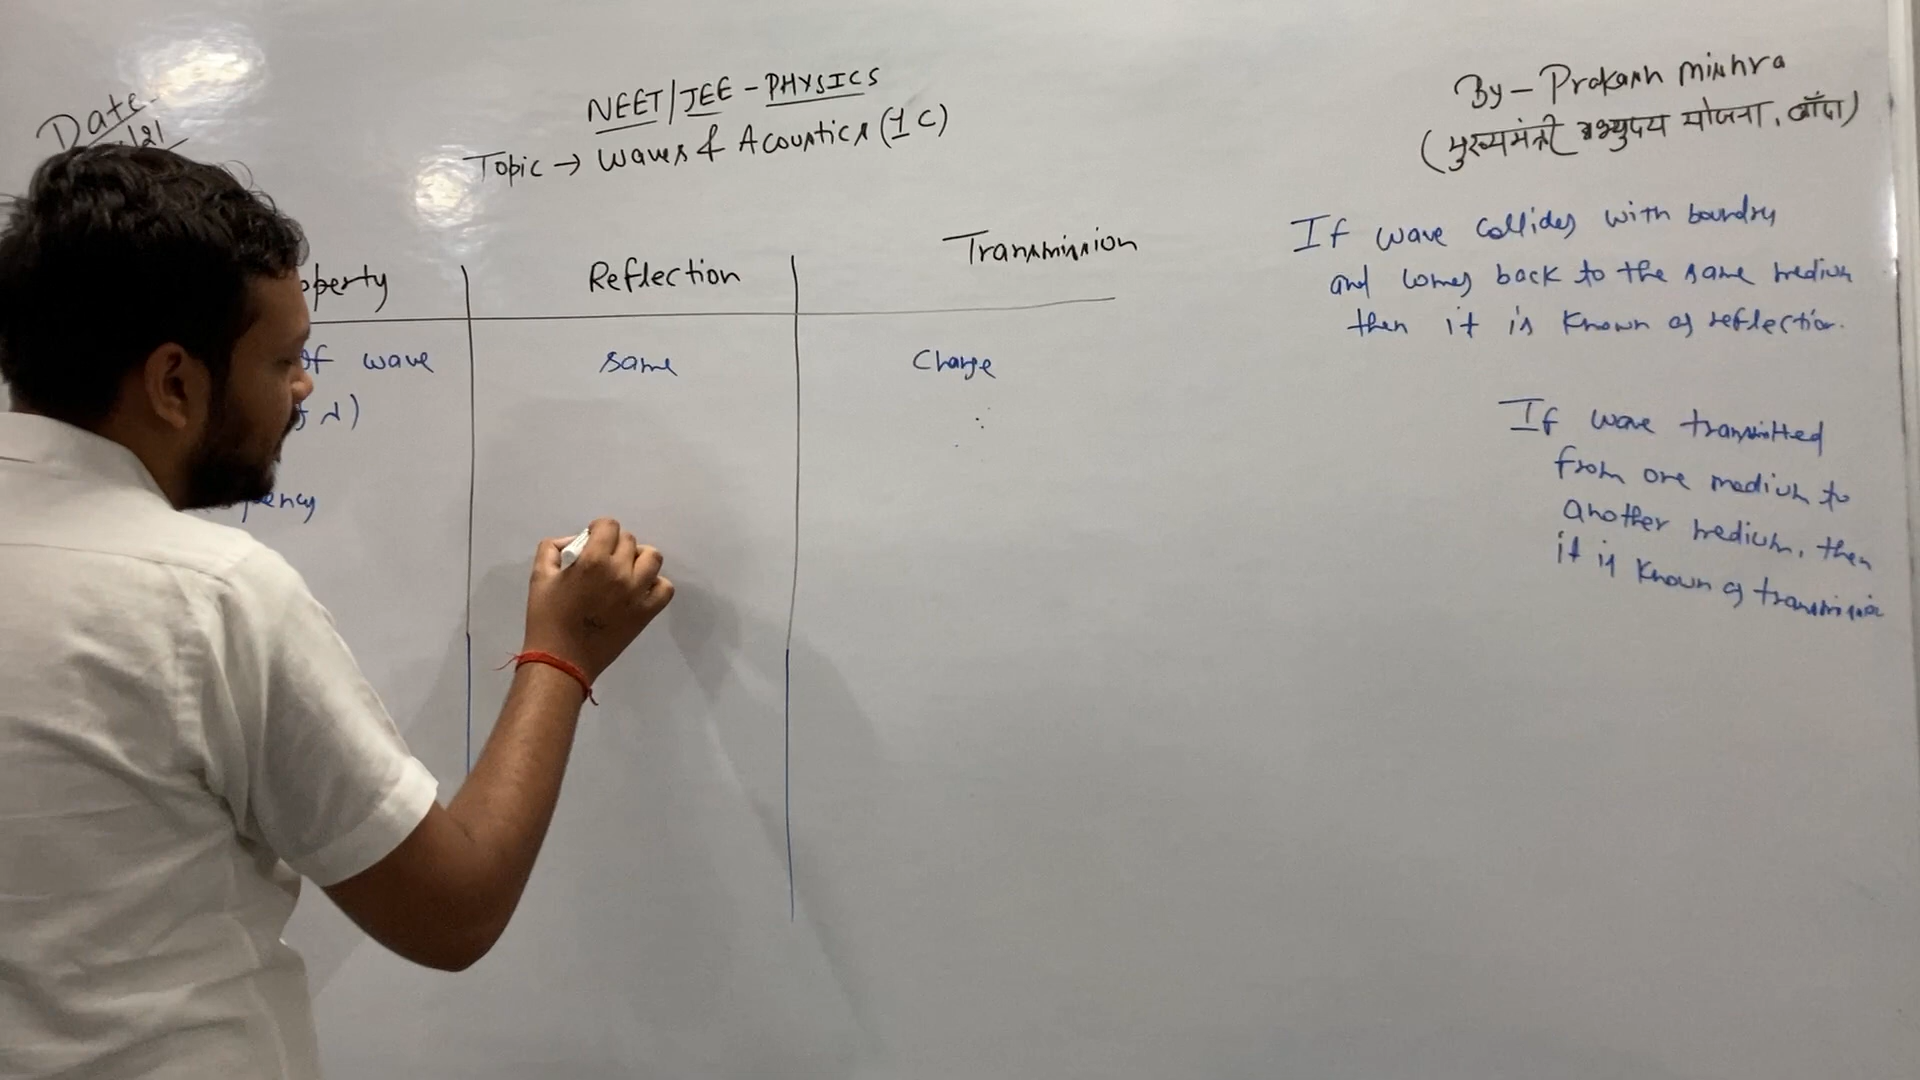 Date-
/21
NEET/JEE - PHYSICS
Topic → Waves & Acoustics (1C)
By - Prakash Mishra
(मुख्यमंत्री अभ्युदय योजना, बाँदा)
Reflection
Transmission
of wave
same
Change
λ)
If wave collides with boundry
and comes back to the same medium
then it is known as reflection.
If wave transmitted
from one medium to
another medium, then
it is known as transmission